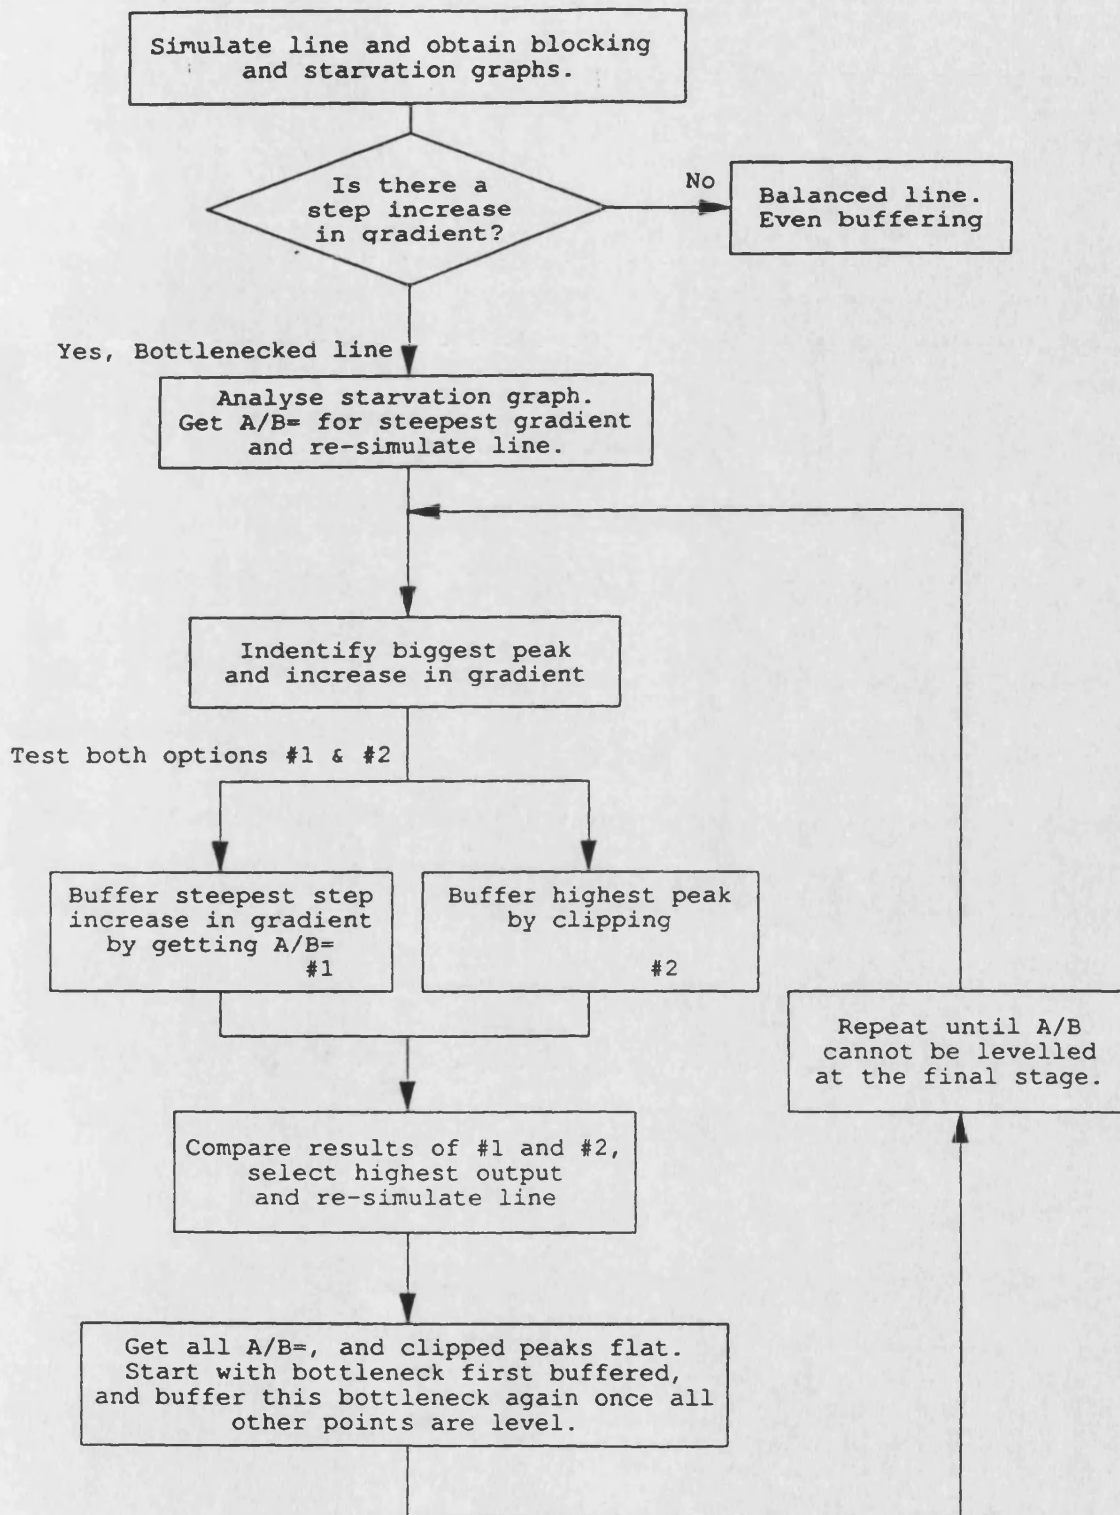 Simulate line and obtain blocking
and starvation graphs.
Is there a
step increase
in gradient?
No
Balanced line.
Even buffering
Yes, Bottlenecked line
Analyse starvation graph.
Get A/B= for steepest gradient
and re-simulate line.
Indentify biggest peak
and increase in gradient
Test both options #1 & #2
Buffer steepest step
increase in gradient
by getting A/B=
#1
Buffer highest peak
by clipping
#2
Repeat until A/B
cannot be levelled
at the final stage.
Compare results of #1 and #2,
select highest output
and re-simulate line
Get all A/B=, and clipped peaks flat.
Start with bottleneck first buffered,
and buffer this bottleneck again once all
other points are level.